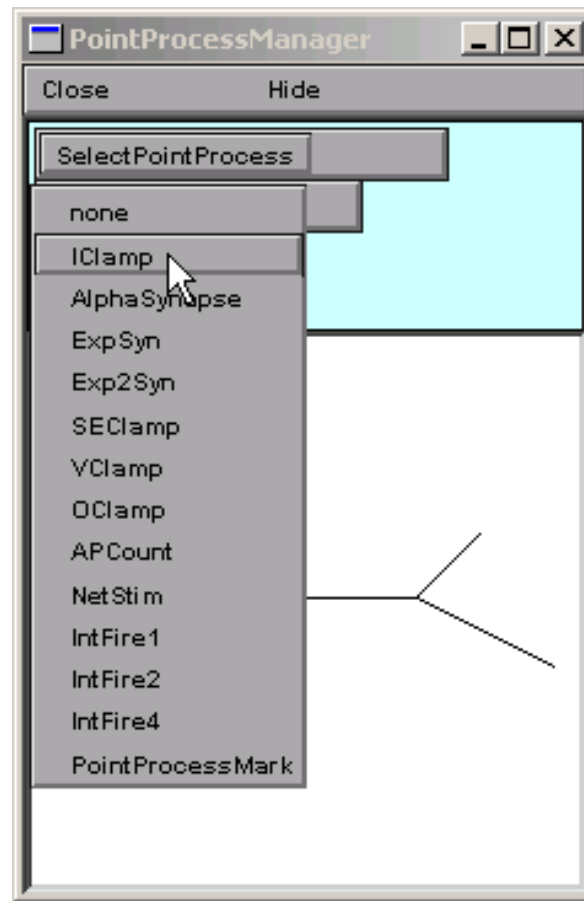 PointProcessManager
Close Hide
SelectPointProcess
none
IClamp
AlphaSynapse
ExpSyn
Exp2Syn
SEClamp
VClamp
OClamp
APCount
NetStim
IntFire1
IntFire2
IntFire4
PointProcessMark